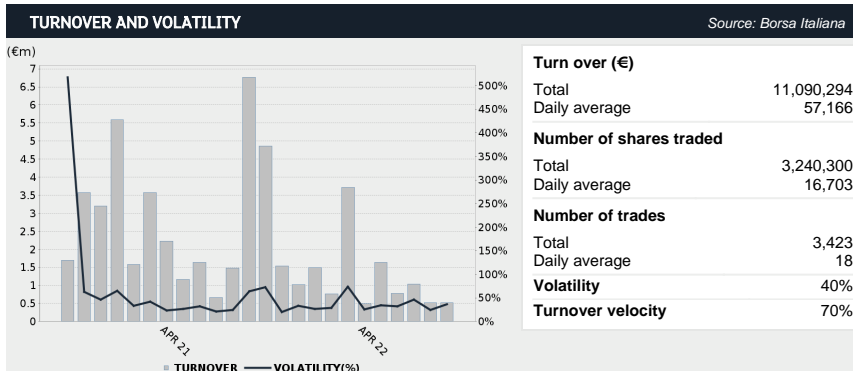 TURNOVER AND VOLATILITY
Source: Borsa Italiana
(€m)
7
6.5
6
5.5
5
4.5
4
3.5
3
2.5
2
1.5
1
0.5
0
500%
450%
400%
350%
300%
250%
200%
150%
100%
50%
0%
APR 21
APR 22
TURNOVER VOLATILITY(%)
Turn over (€)
Total 11,090,294
Daily average 57,166
Number of shares traded
Total 3,240,300
Daily average 16,703
Number of trades
Total 3,423
Daily average 18
Volatility 40%
Turnover velocity 70%